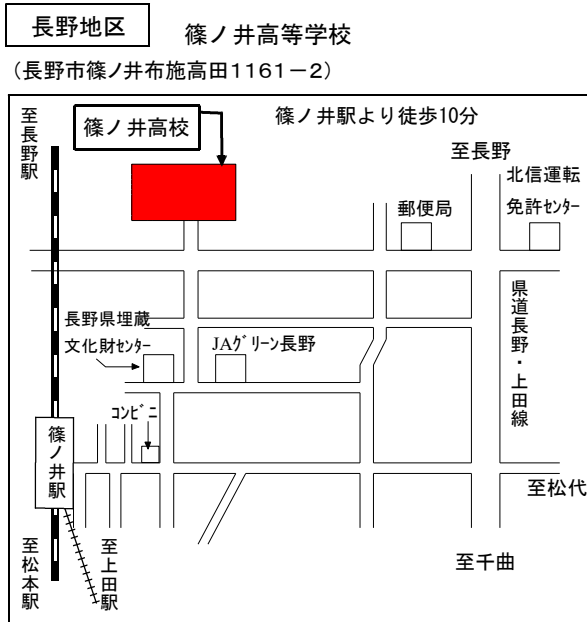 長野地区
篠ノ井高等学校
（長野市篠ノ井布施高田1161－2）
至長野駅
篠ノ井高校
篠ノ井駅より徒歩10分
至長野
北信運転
免許ｾﾝﾀｰ
郵便局
県道長野・上田線
長野県埋蔵
文化財ｾﾝﾀｰ
JAｸﾞﾘｰﾝ長野
ｺﾝﾋﾞﾆ
篠ノ井駅
至松代
至松本駅
至上田駅
至千曲